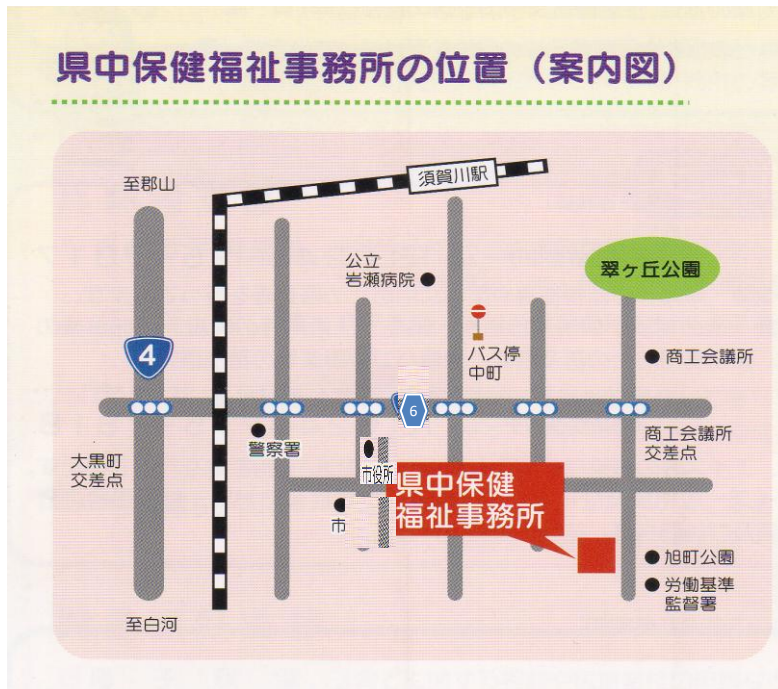 県中保健福祉事務所の位置（案内図）
至郡山
須賀川駅
公立
岩瀬病院
翠ヶ丘公園
4
バス停
中町
商工会議所
6
大黒町
交差点
警察署
市役所
商工会議所
交差点
県中保健
福祉事務所
市
旭町公園
労働基準
監督署
至白河